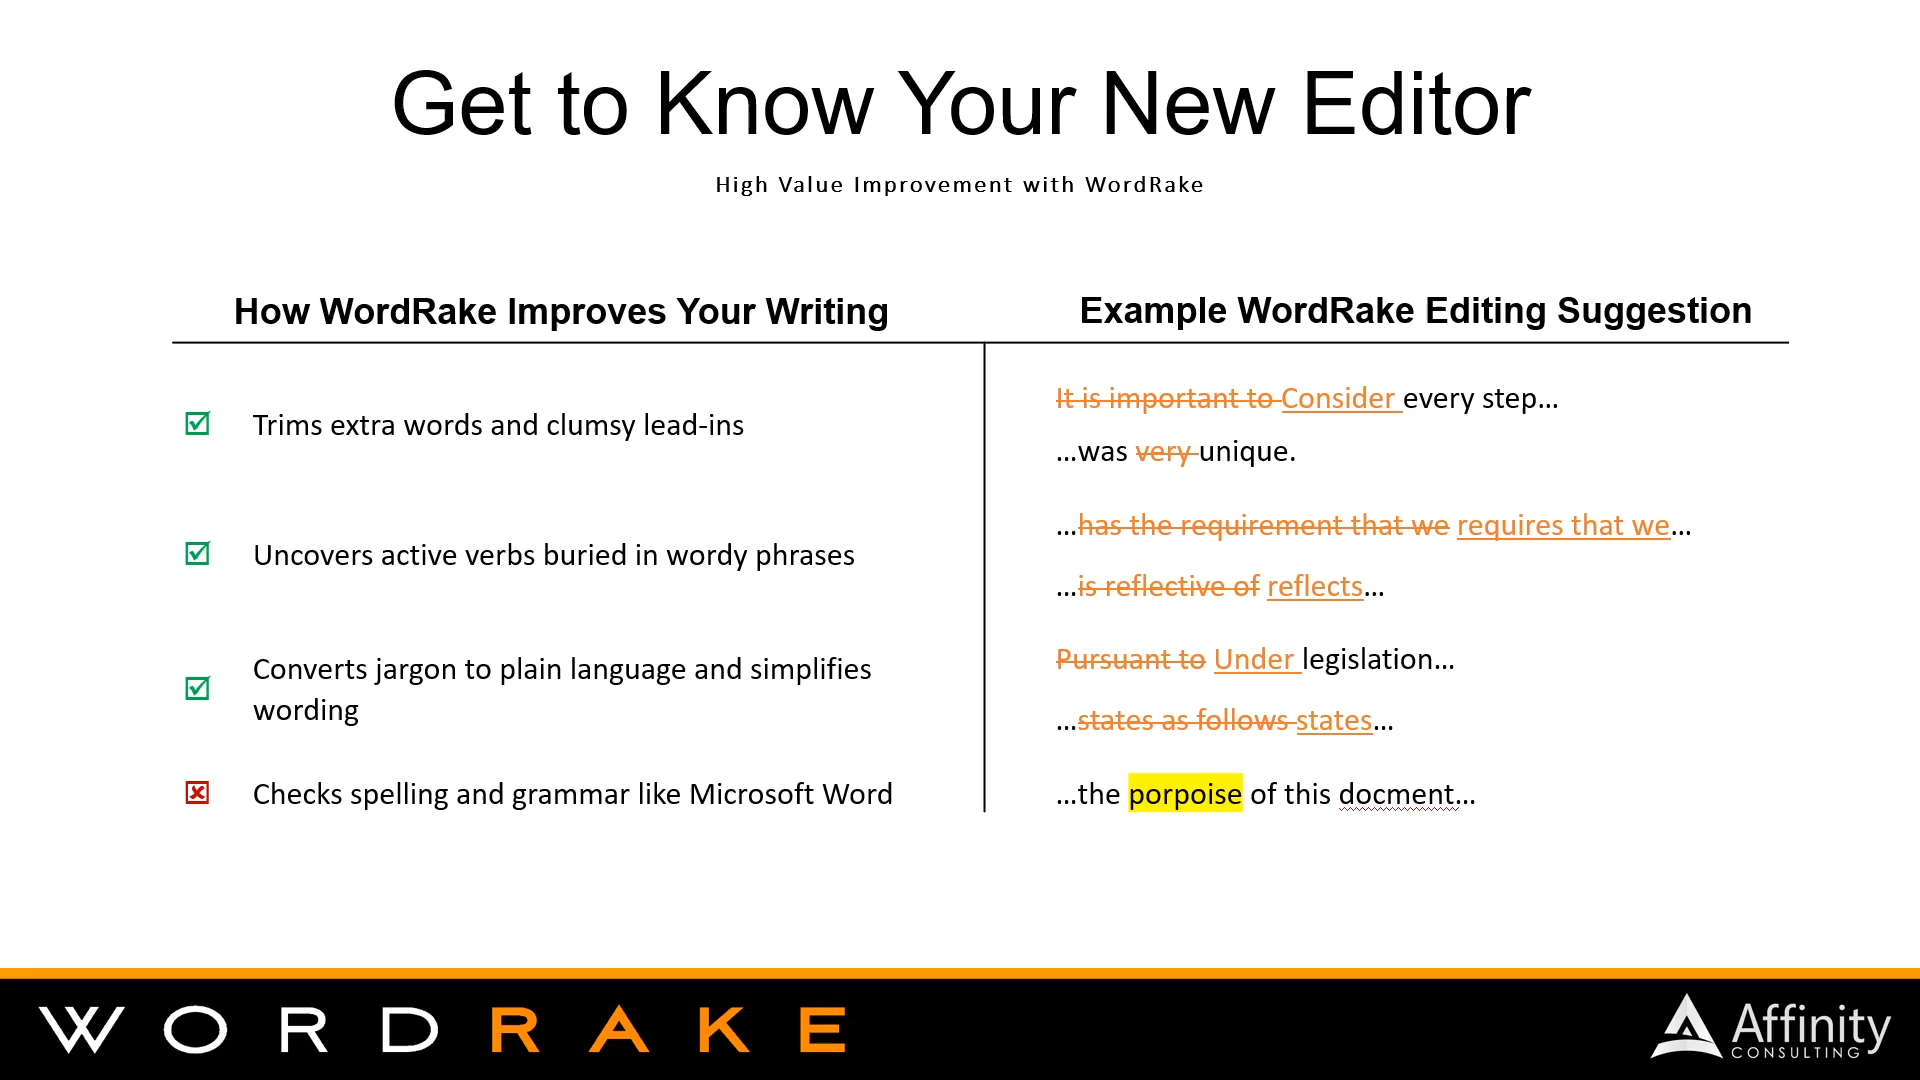 Get to Know Your New Editor
High Value Improvement with WordRake
How WordRake Improves Your Writing
Example WordRake Editing Suggestion
Trims extra words and clumsy lead-ins
It is important to Consider every step...
...was very unique.
Uncovers active verbs buried in wordy phrases
...has the requirement that we requires that we...
...is reflective of reflects...
Converts jargon to plain language and simplifies
wording
Pursuant to Under legislation...
...states as follows states...
Checks spelling and grammar like Microsoft Word
...the porpoise of this docment...
WORDRAKE
Affinity
CONSULTING